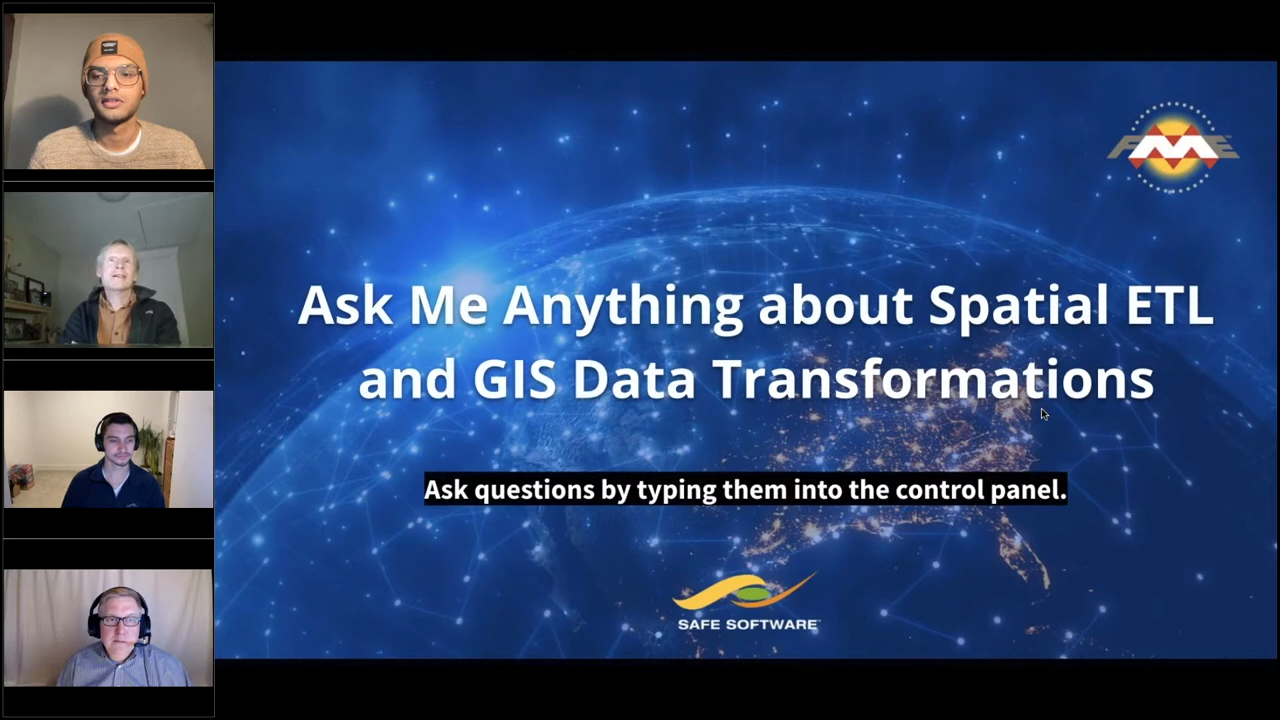 FME
Ask Me Anything about Spatial ETL
and GIS Data Transformations
Ask questions by typing them into the control panel.
SAFE SOFTWARE